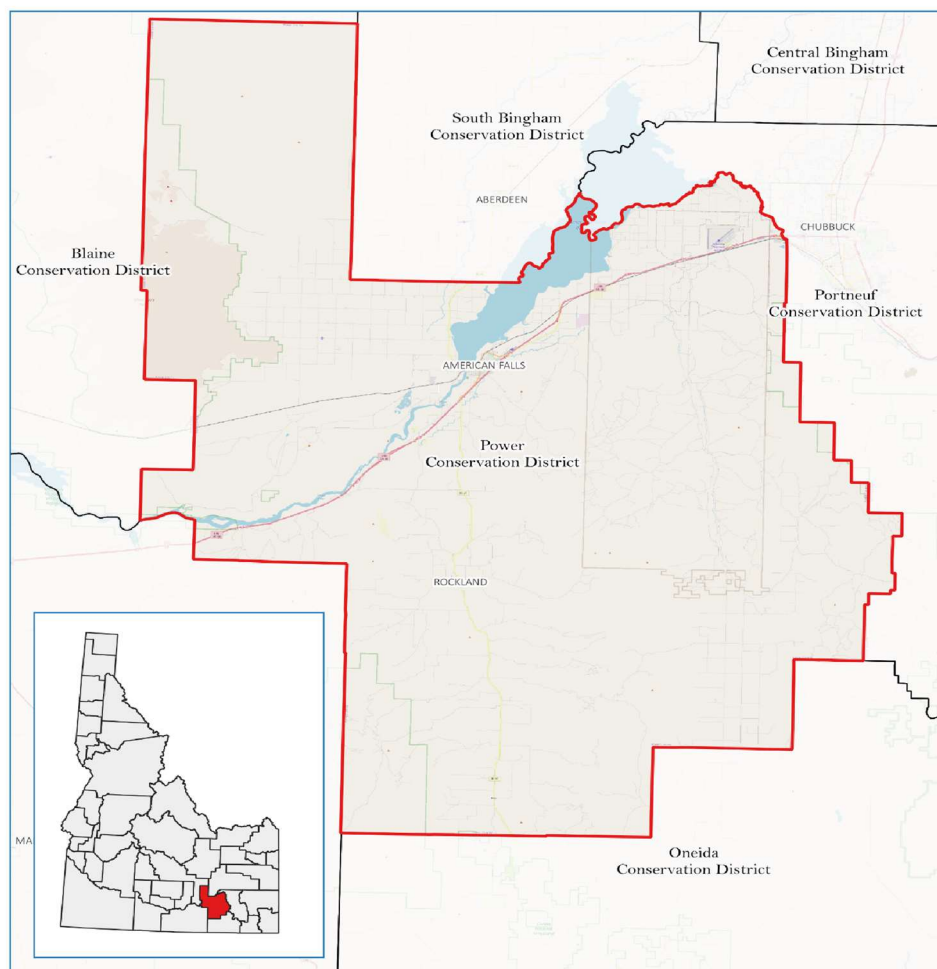 Central Bingham
Conservation District
South Bingham
Conservation District
ABERDEEN
CHUBBUCK
Blaine
Conservation District
Portneuf
Conservation District
AMERICAN FALLS
Power
Conservation District
ROCKLAND
MA
Oneida
Conservation District